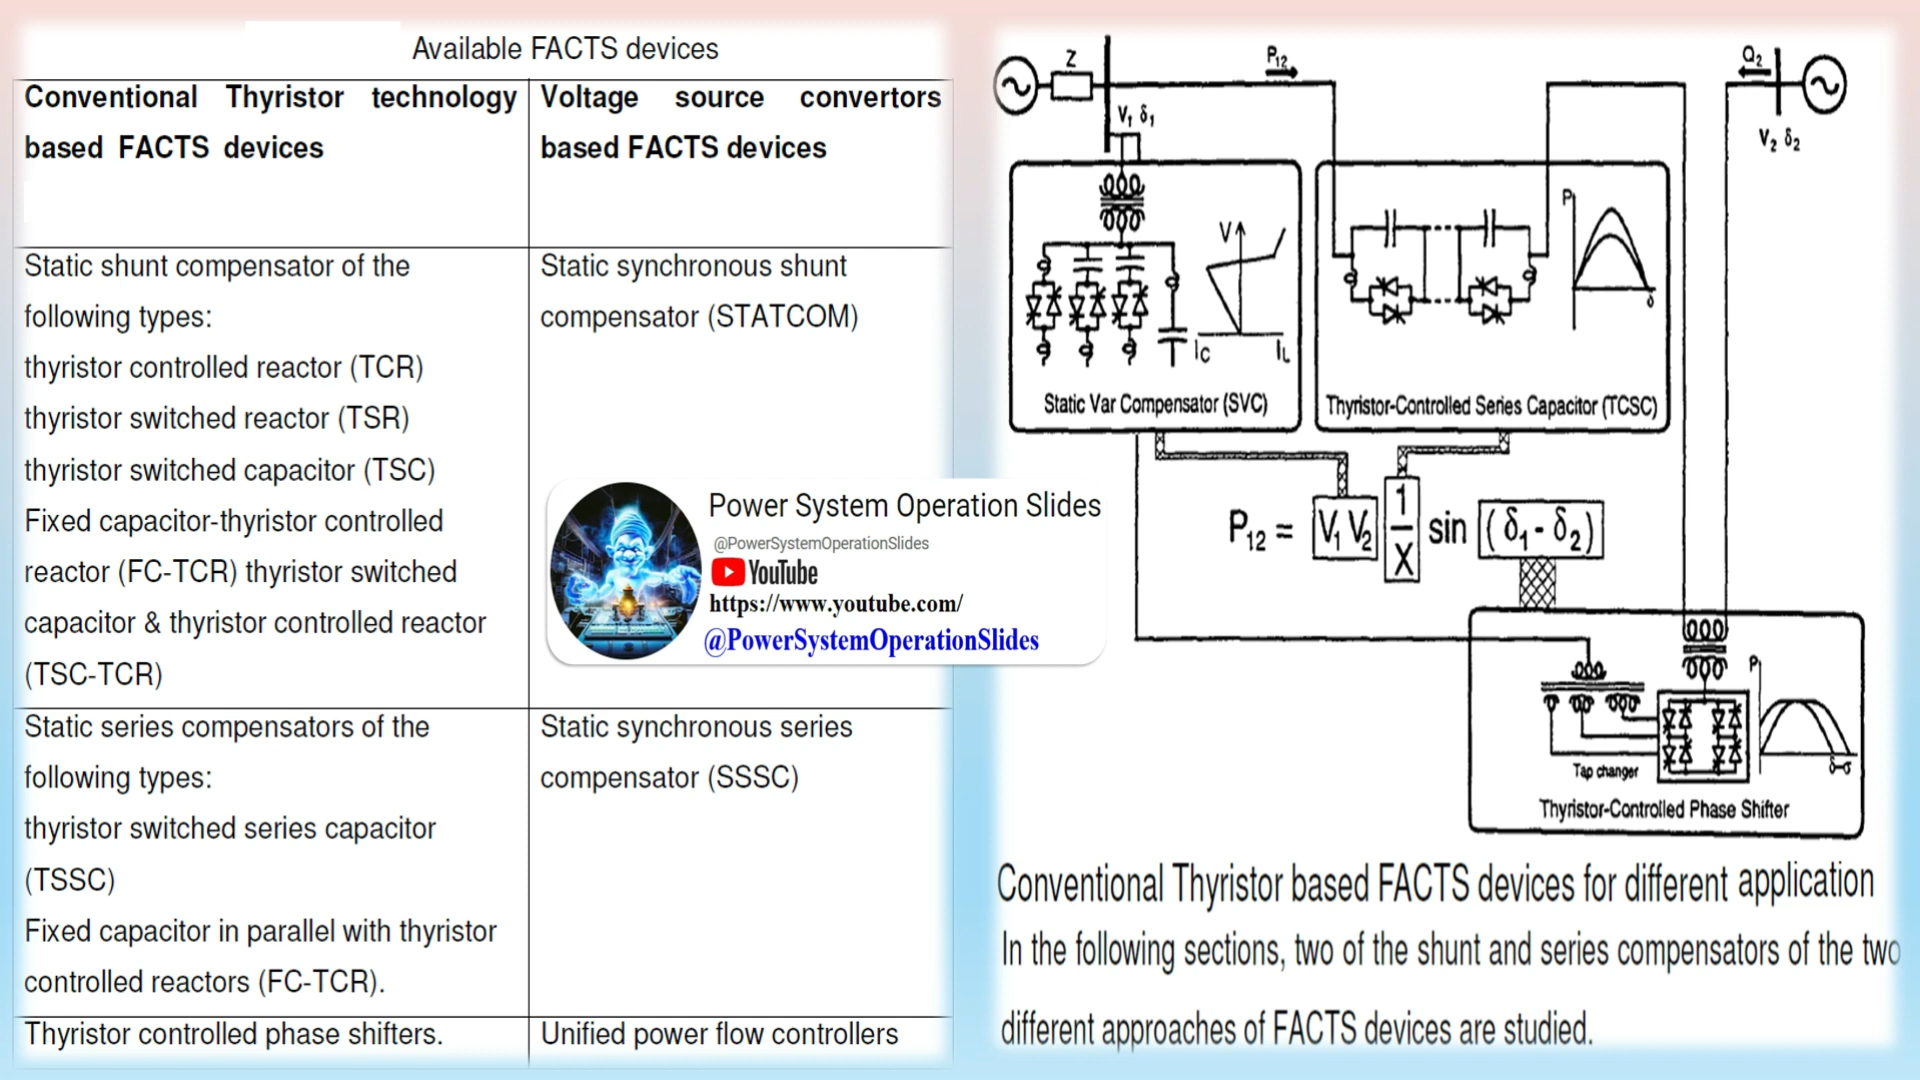 Available FACTS devices
Conventional Thyristor technology
based FACTS devices
Voltage source convertors
based FACTS devices
Static shunt compensator of the
following types:
thyristor controlled reactor (TCR)
thyristor switched reactor (TSR)
thyristor switched capacitor (TSC)
Fixed capacitor-thyristor controlled
reactor (FC-TCR) thyristor switched
capacitor & thyristor controlled reactor
(TSC-TCR)
Static synchronous shunt
compensator (STATCOM)
Static series compensators of the
following types:
thyristor switched series capacitor
(TSSC)
Fixed capacitor in parallel with thyristor
controlled reactors (FC-TCR).
Static synchronous series
compensator (SSSC)
Thyristor controlled phase shifters.
Unified power flow controllers
Power System Operation Slides
@PowerSystemOperationSlides
YouTube
https://www.youtube.com/
@PowerSystemOperationSlides
Z
P12
Q2
V1 δ1
V2 δ2
V
IC
IL
Static Var Compensator (SVC)
P
δ
Thyristor-Controlled Series Capacitor (TCSC)
P12 = V1 V2 1/X sin (δ1 - δ2)
P
Tap changer
δ-σ
Thyristor-Controlled Phase Shifter
Conventional Thyristor based FACTS devices for different application
In the following sections, two of the shunt and series compensators of the two
different approaches of FACTS devices are studied.